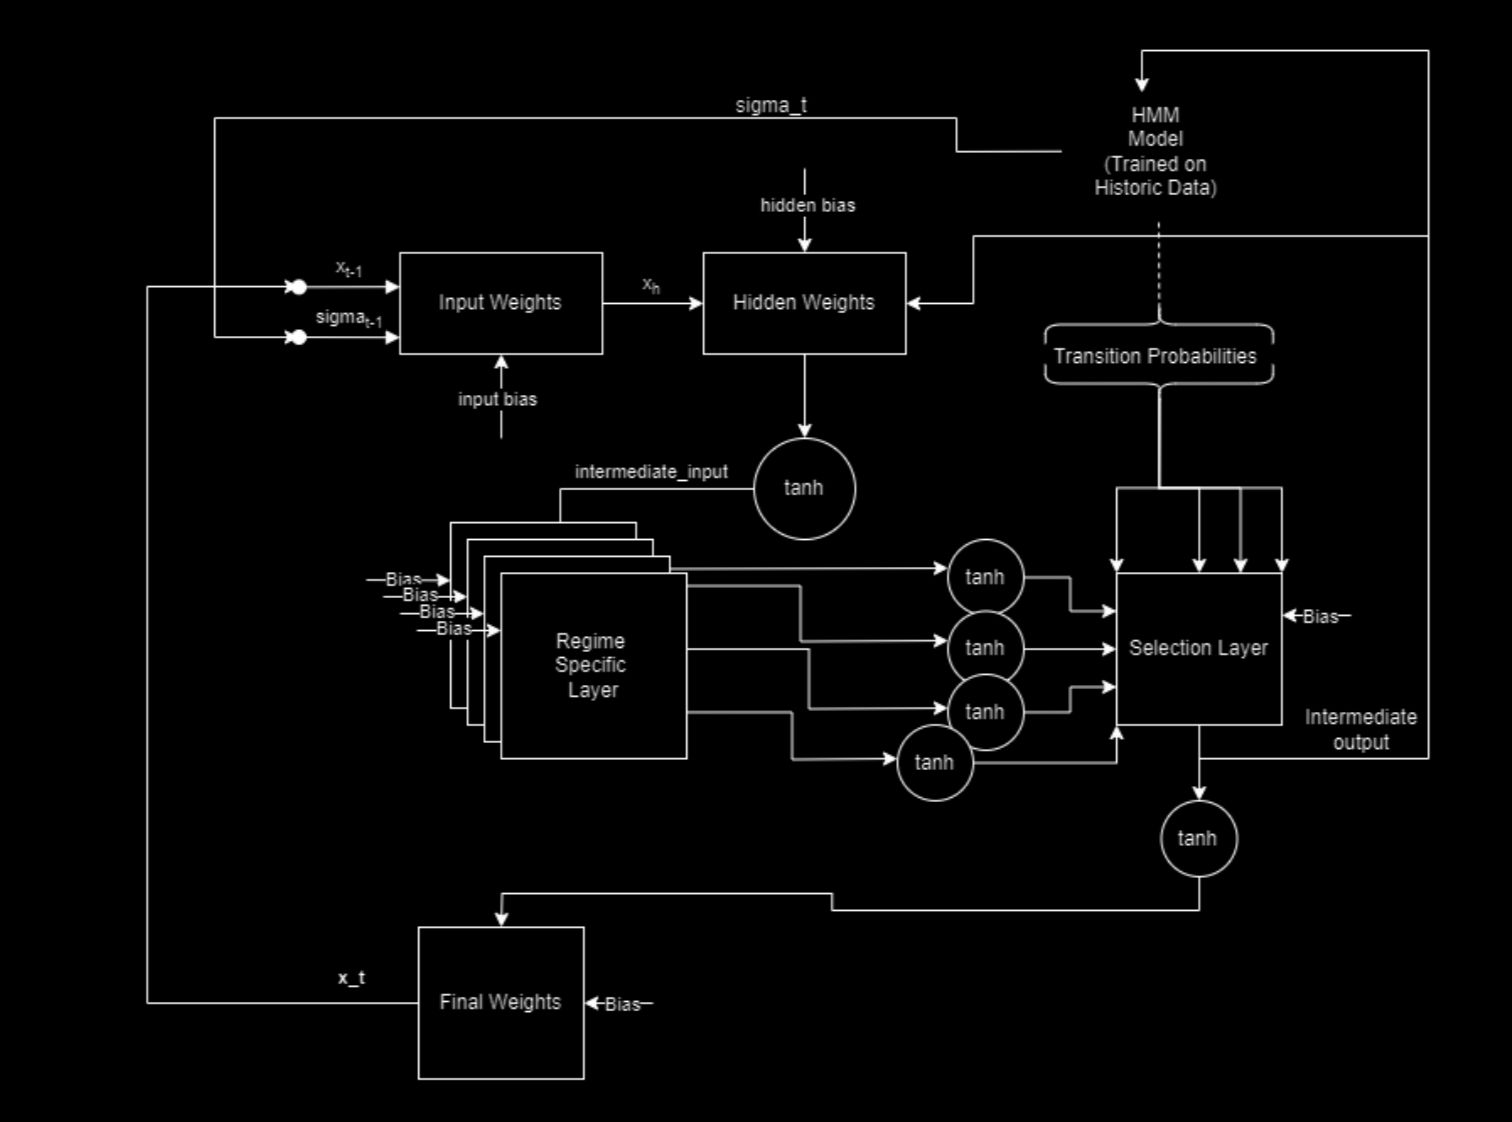 sigma_t
HMM
Model
(Trained on
Historic Data)
hidden bias
x_t-1
sigma_t-1
Input Weights
x_h
Hidden Weights
input bias
Transition Probabilities
intermediate_input
tanh
Bias
Bias
Bias
Bias
Regime
Specific
Layer
tanh
tanh
tanh
tanh
Selection Layer
Bias
Intermediate
output
tanh
x_t
Final Weights
Bias